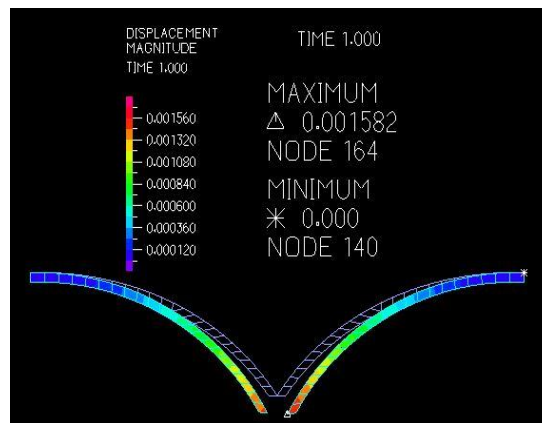 DISPLACEMENT
MAGNITUDE
TIME 1.000
0.001560
0.001320
0.001080
0.000840
0.000600
0.000360
0.000120
TIME 1.000
MAXIMUM
△ 0.001582
NODE 164
MINIMUM
* 0.000
NODE 140